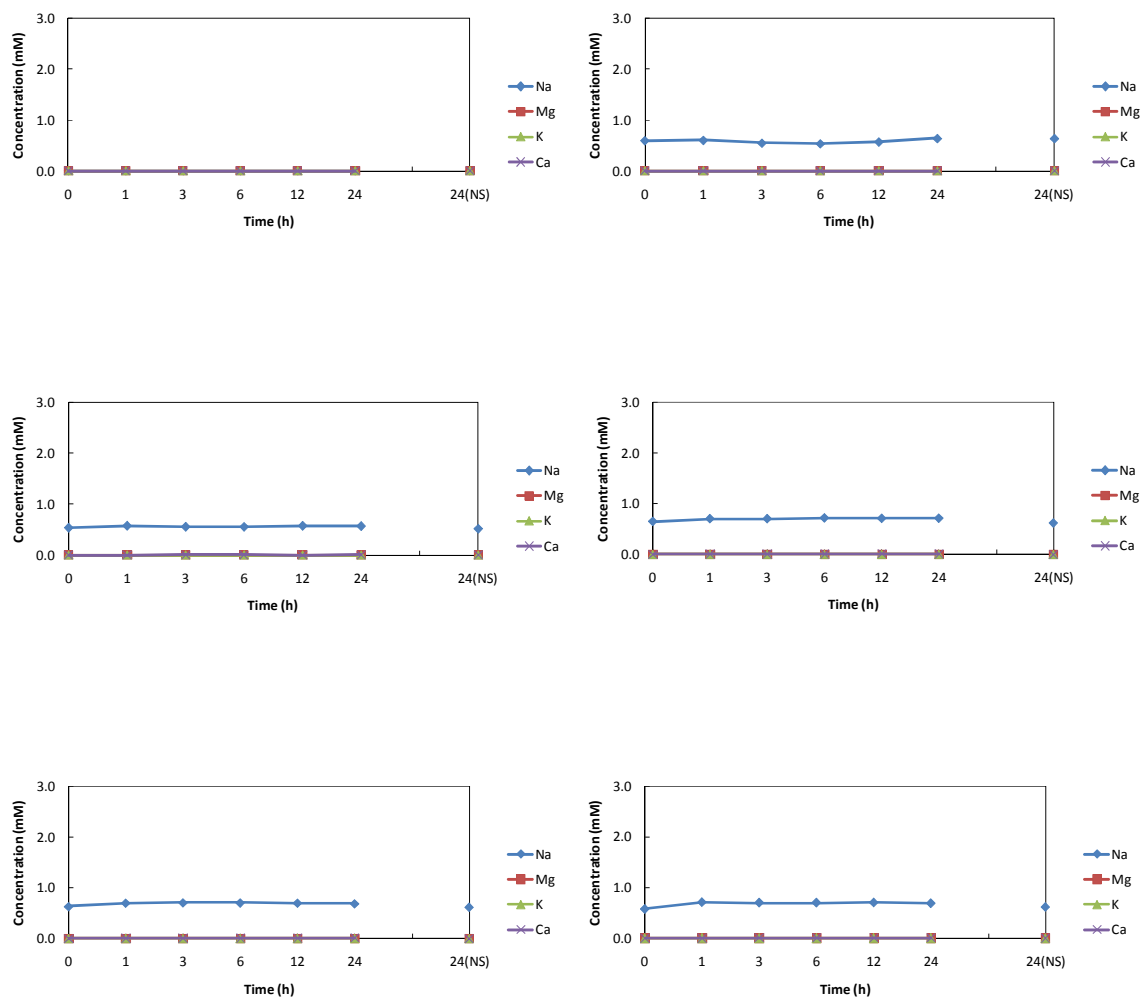 Concentration (mM)
3.0
2.0
1.0
0.0
0 1 3 6 12 24 24(NS)
Time (h)
Na
Mg
K
Ca
Concentration (mM)
3.0
2.0
1.0
0.0
0 1 3 6 12 24 24(NS)
Time (h)
Na
Mg
K
Ca
Concentration (mM)
3.0
2.0
1.0
0.0
0 1 3 6 12 24 24(NS)
Time (h)
Na
Mg
K
Ca
Concentration (mM)
3.0
2.0
1.0
0.0
0 1 3 6 12 24 24(NS)
Time (h)
Na
Mg
K
Ca
Concentration (mM)
3.0
2.0
1.0
0.0
0 1 3 6 12 24 24(NS)
Time (h)
Na
Mg
K
Ca
Concentration (mM)
3.0
2.0
1.0
0.0
0 1 3 6 12 24 24(NS)
Time (h)
Na
Mg
K
Ca